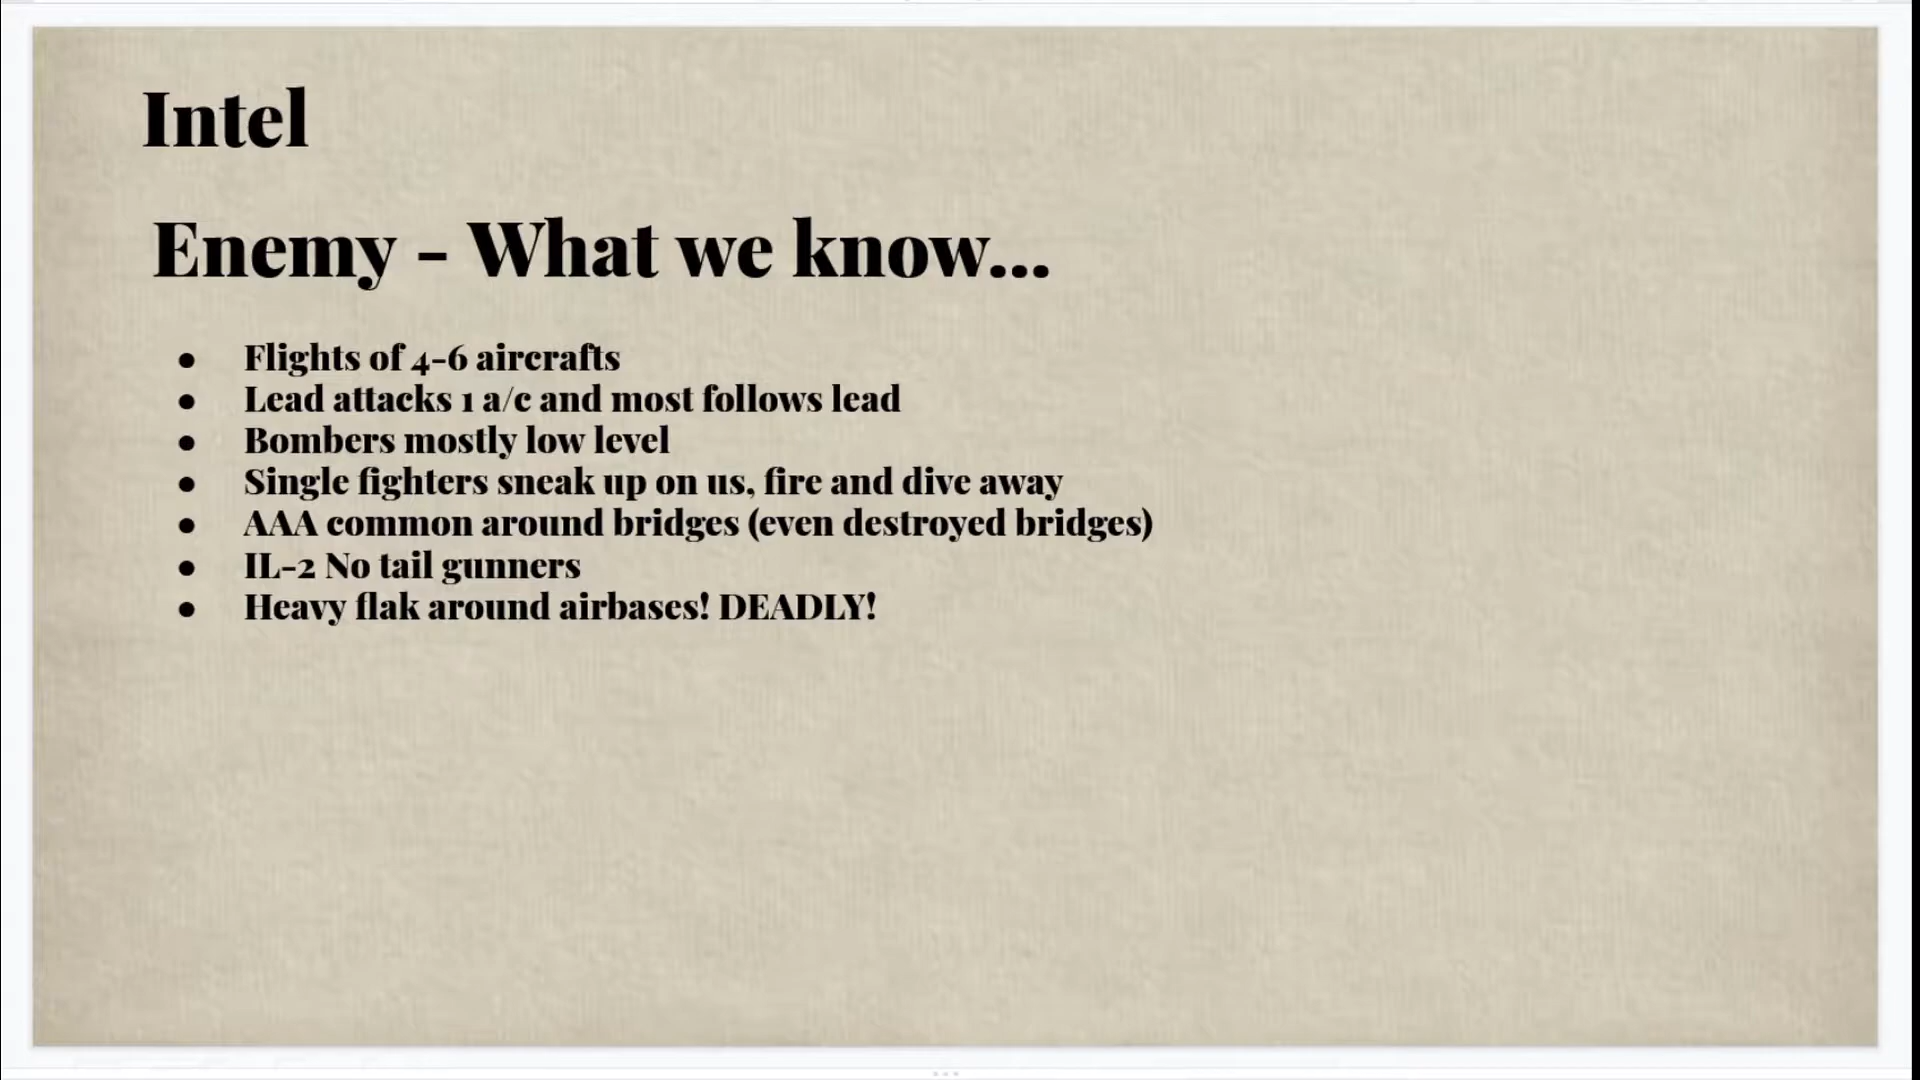 Intel
Enemy - What we know...
● Flights of 4-6 aircrafts
● Lead attacks 1 a/c and most follows lead
● Bombers mostly low level
● Single fighters sneak up on us, fire and dive away
● AAA common around bridges (even destroyed bridges)
● IL-2 No tail gunners
● Heavy flak around airbases! DEADLY!